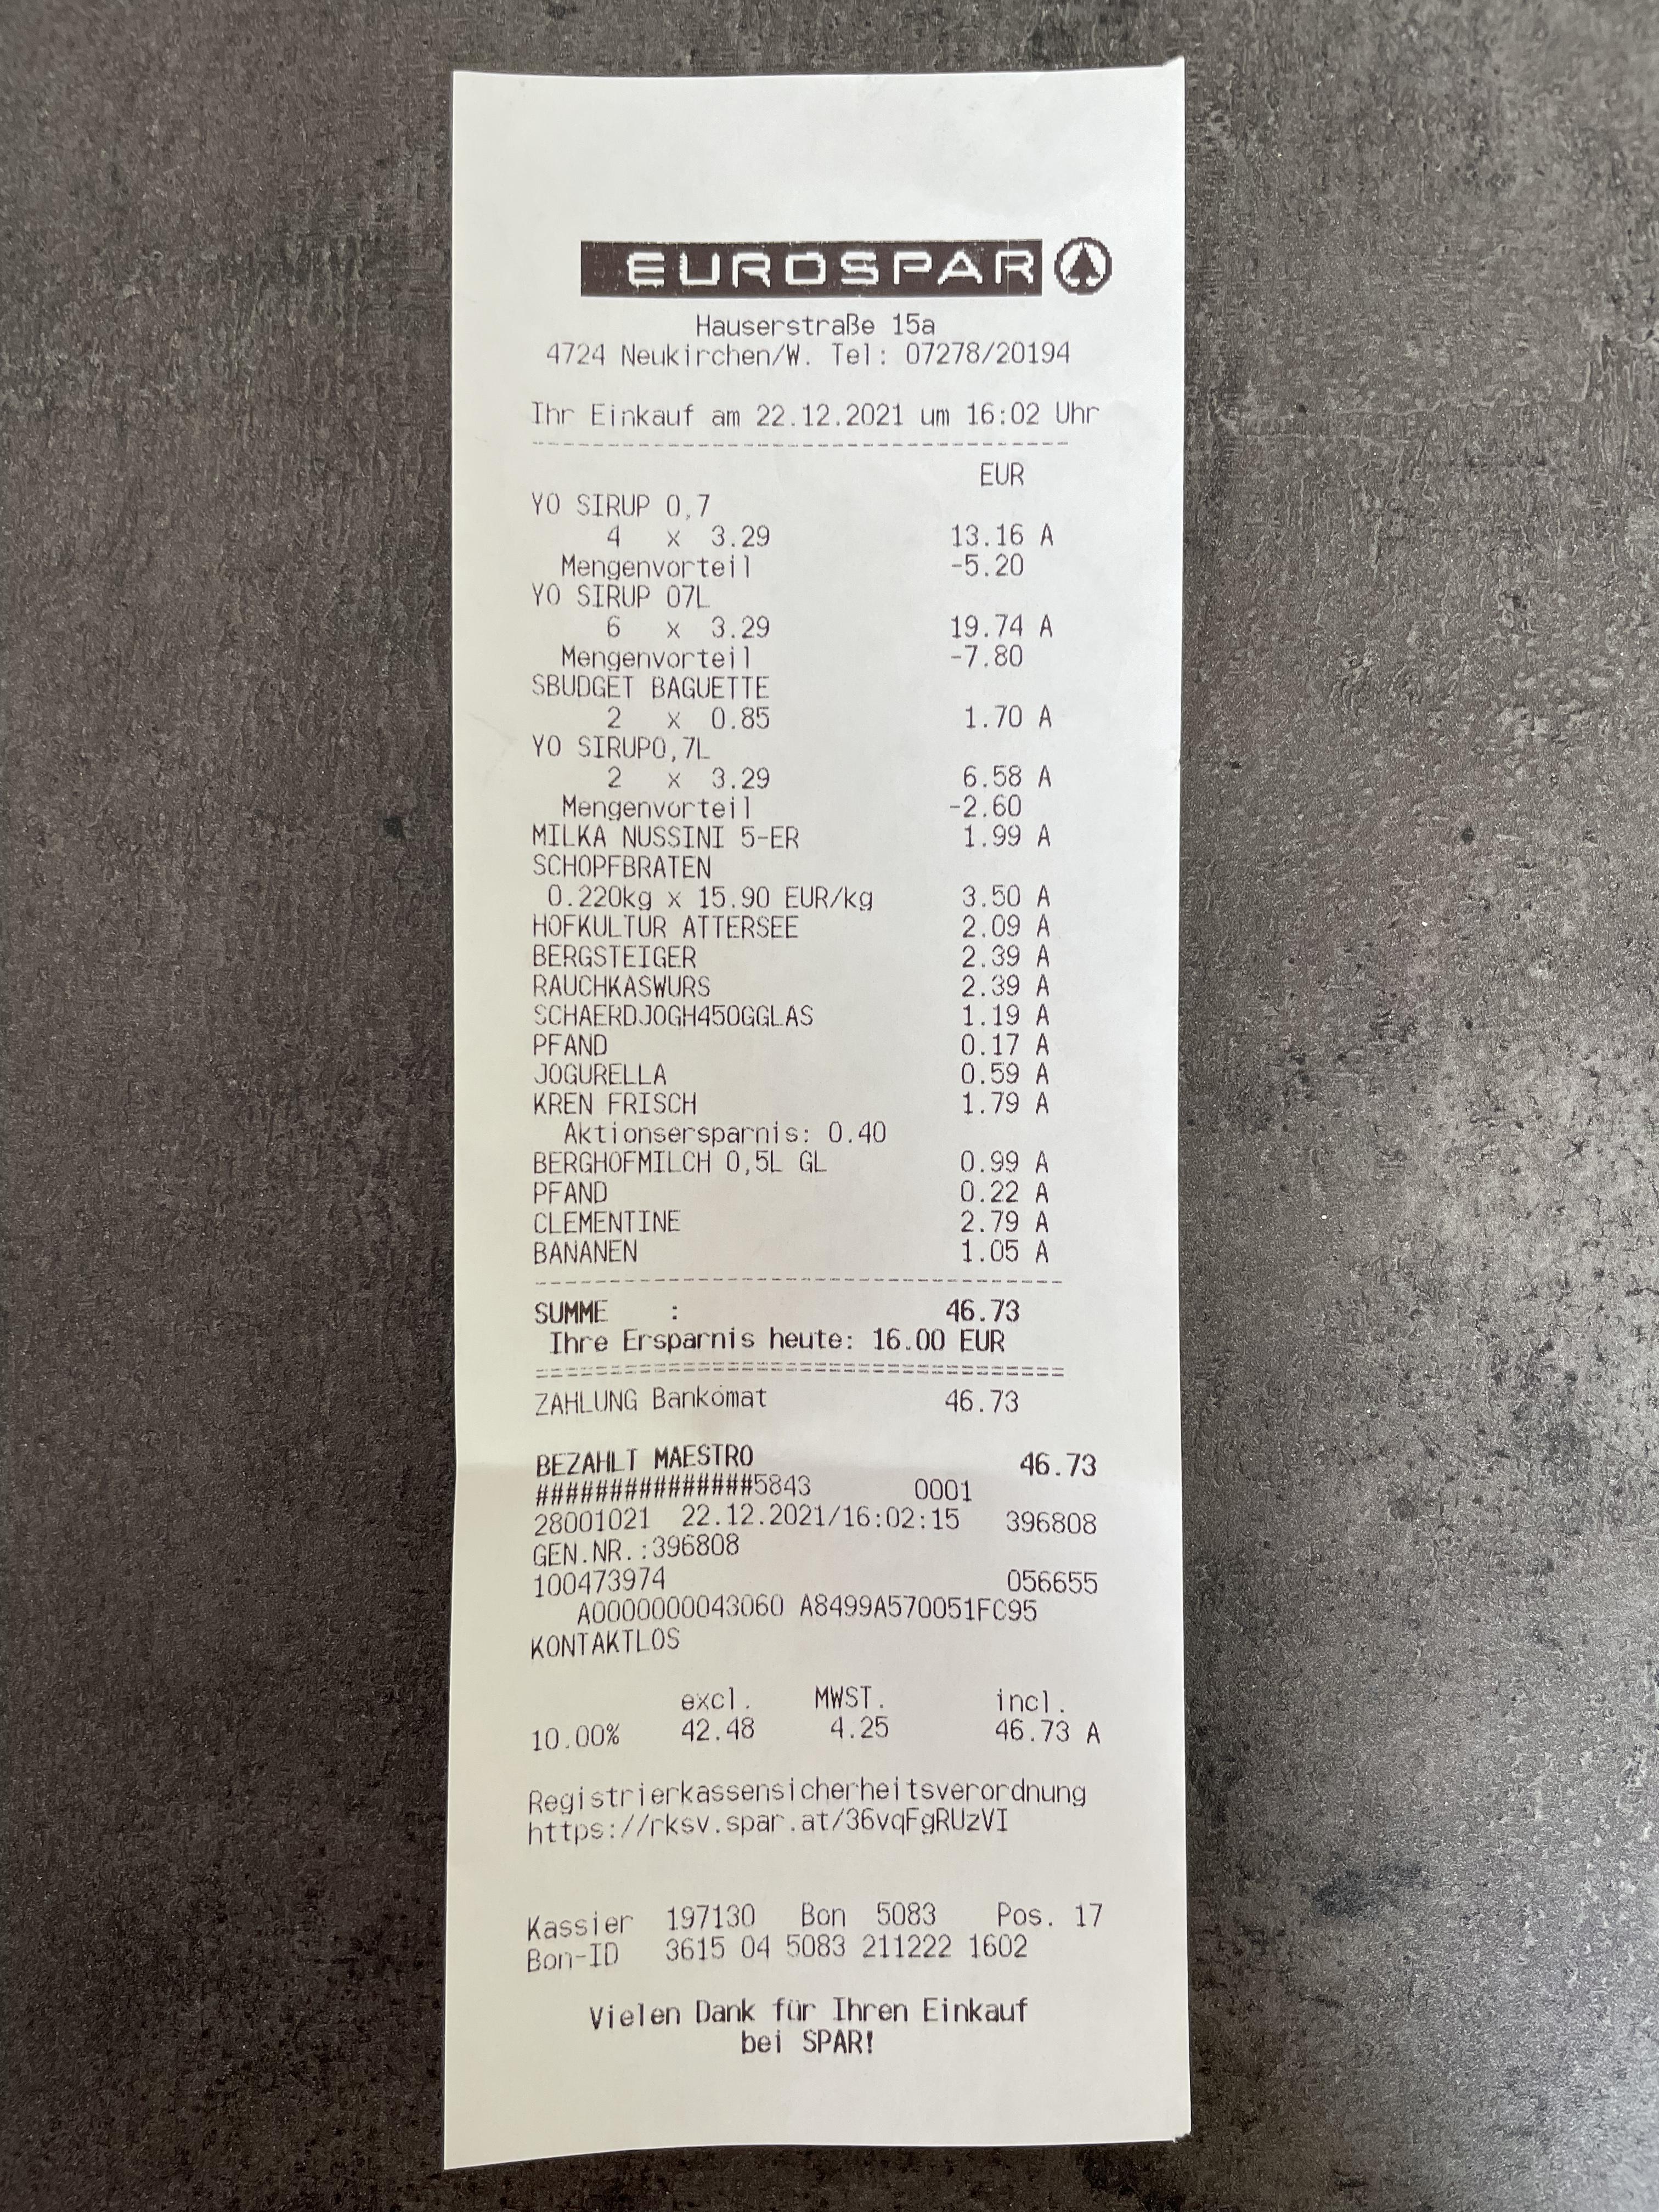 EUROSPAR
Hauserstraße 15a
4724 Neukirchen/W. Tel: 07278/20194
Ihr Einkauf am 22.12.2021 um 16:02 Uhr
EUR
YO SIRUP 0,7
4 x 3.29 13.16 A
Mengenvorteil -5.20
YO SIRUP 07L
6 x 3.29 19.74 A
Mengenvorteil -7.80
SBUDGET BAGUETTE
2 x 0.85 1.70 A
YO SIRUP0,7L
2 x 3.29 6.58 A
Mengenvorteil -2.60
MILKA NUSSINI 5-ER 1.99 A
SCHOPFBRATEN
0.220kg x 15.90 EUR/kg 3.50 A
HOFKULTUR ATTERSEE 2.09 A
BERGSTEIGER 2.39 A
RAUCHKASWURS 2.39 A
SCHAERDJOGH450GGLAS 1.19 A
PFAND 0.17 A
JOGURELLA 0.59 A
KREN FRISCH 1.79 A
Aktionsersparnis: 0.40
BERGHOFMILCH 0,5L GL 0.99 A
PFAND 0.22 A
CLEMENTINE 2.79 A
BANANEN 1.05 A
SUMME : 46.73
Ihre Ersparnis heute: 16.00 EUR
ZAHLUNG Bankomat 46.73
BEZAHLT MAESTRO 46.73
###############5843 0001
28001021 22.12.2021/16:02:15 396808
GEN.NR.:396808
100473974 056655
A0000000043060 A8499A570051FC95
KONTAKTLOS
excl. MWST. incl.
10.00% 42.48 4.25 46.73 A
Registrierkassensicherheitsverordnung
https://rksv.spar.at/36vqFgRUzVI
Kassier 197130 Bon 5083 Pos. 17
Bon-ID 3615 04 5083 211222 1602
Vielen Dank für Ihren Einkauf
bei SPAR!